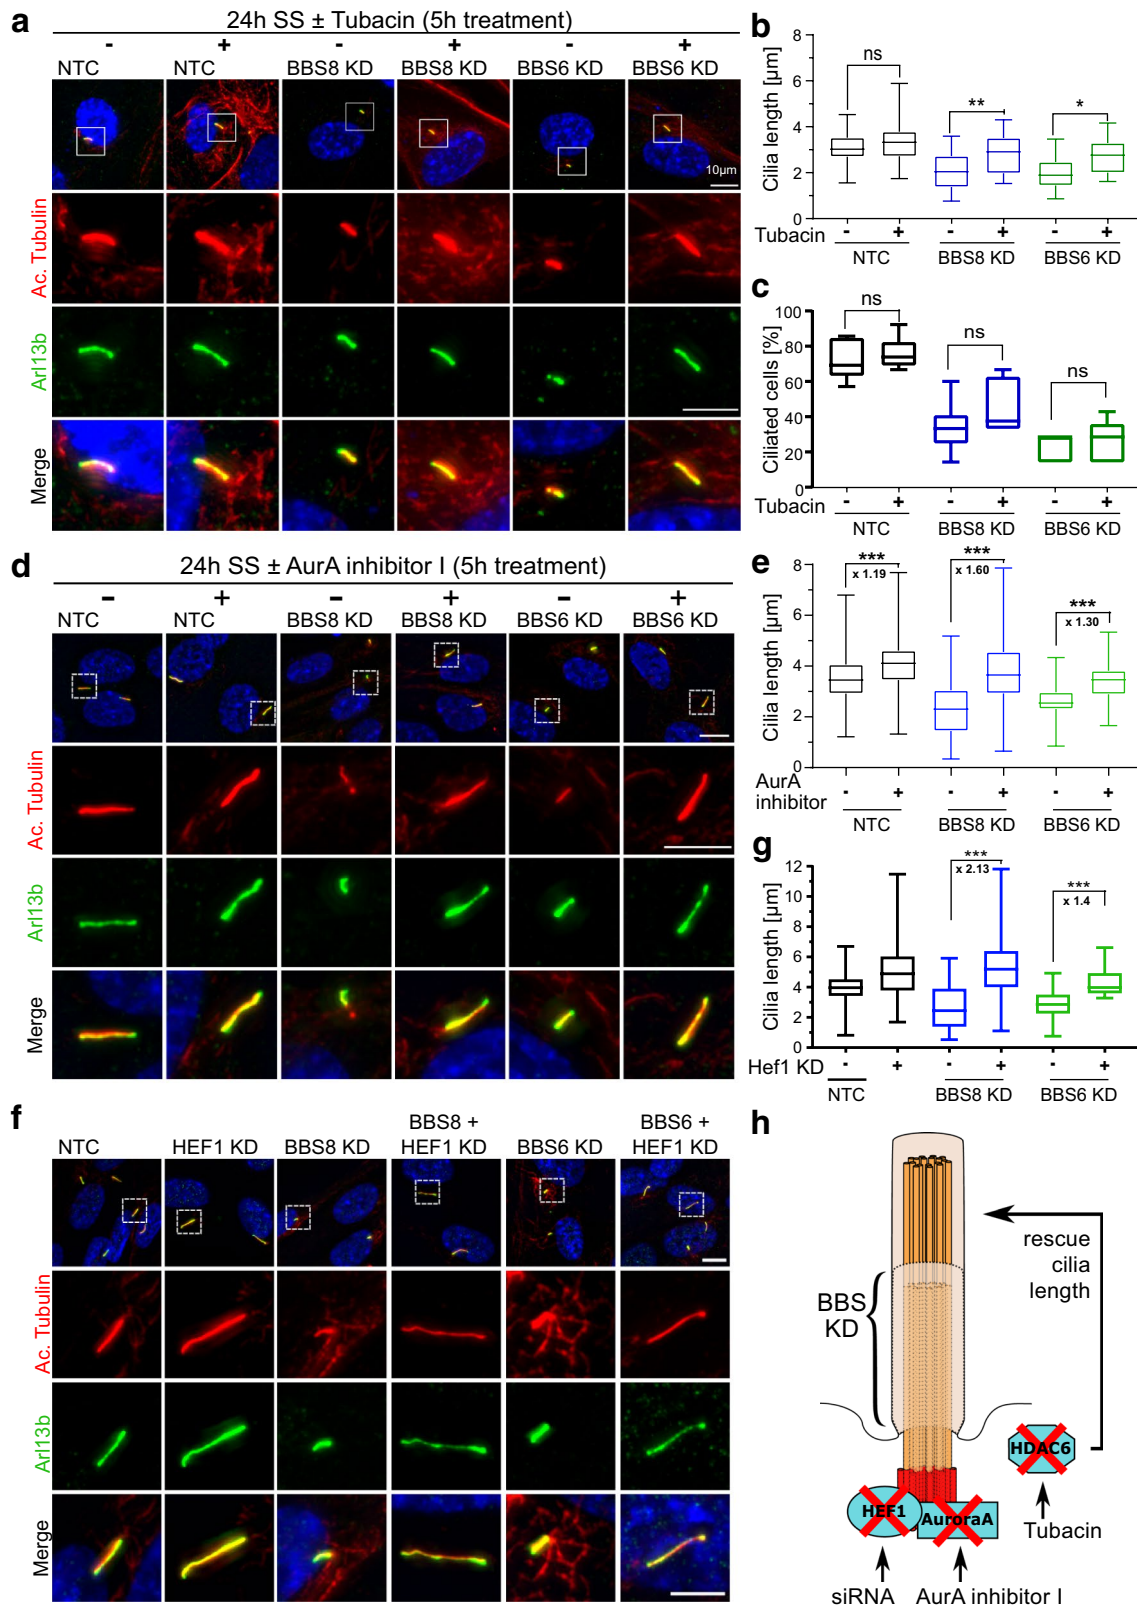 a
24h SS ± Tubacin (5h treatment)
- + - + - +
NTC NTC BBS8 KD BBS8 KD BBS6 KD BBS6 KD
10µm
Ac. Tubulin
Arl13b
Merge
b
Cilia length [µm]
8
6
4
2
0
ns ** *
Tubacin - + - + - +
NTC BBS8 KD BBS6 KD
c
Ciliated cells [%]
100
80
60
40
20
0
ns ns ns
Tubacin - + - + - +
NTC BBS8 KD BBS6 KD
d
24h SS ± AurA inhibitor I (5h treatment)
- + - + - +
NTC NTC BBS8 KD BBS8 KD BBS6 KD BBS6 KD
Ac. Tubulin
Arl13b
Merge
e
Cilia length [µm]
8
6
4
2
0
*** *** ***
x 1.19 x 1.60 x 1.30
AurA
inhibitor - + - + - +
NTC BBS8 KD BBS6 KD
g
Cilia length [µm]
12
10
8
6
4
2
0
*** ***
x 2.13 x 1.4
Hef1 KD - + - + - +
NTC BBS8 KD BBS6 KD
f
NTC HEF1 KD BBS8 KD BBS8 + HEF1 KD BBS6 KD BBS6 + HEF1 KD
Ac. Tubulin
Arl13b
Merge
h
BBS
KD
rescue
cilia
length
HDAC6
HEF1
AuroraA
Tubacin
siRNA AurA inhibitor I